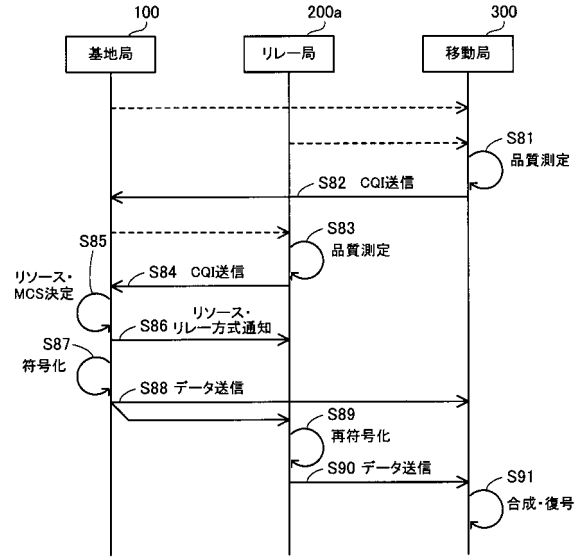 100
200a
300
基地局
リレー局
移動局
S81
品質測定
S82 CQI送信
S83
品質測定
S85
S84 CQI送信
リソース・
MCS決定
リソース・
S86 リレー方式通知
S87
符号化
S88 データ送信
S89
再符号化
S90 データ送信
S91
合成・復号